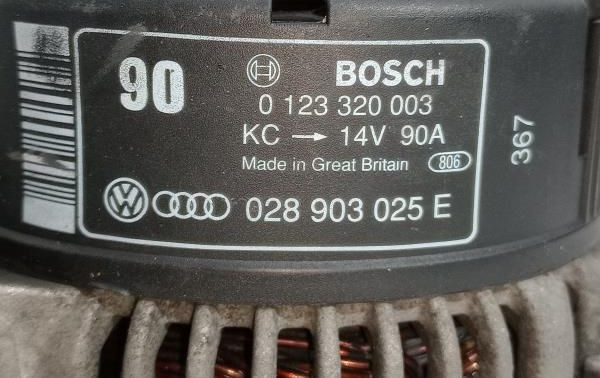 90
BOSCH
0 123 320 003
KC → 14V 90A
Made in Great Britain 806
028 903 025 E
367